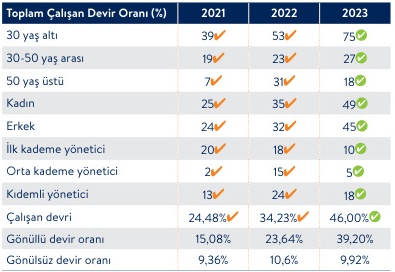 Toplam Çalışan Devir Oranı (%) 2021 2022 2023
30 yaş altı 39✔ 53✔ 75✅
30-50 yaş arası 19✔ 23✔ 27✅
50 yaş üstü 7✔ 31✔ 18✅
Kadın 25✔ 35✔ 49✅
Erkek 24✔ 32✔ 45✅
İlk kademe yönetici 20✔ 18✔ 10✅
Orta kademe yönetici 2✔ 15✔ 5✅
Kıdemli yönetici 13✔ 24✔ 18✅
Çalışan devri 24,48%✔ 34,23%✔ 46,00%✅
Gönüllü devir oranı 15,08% 23,64% 39,20%
Gönülsüz devir oranı 9,36% 10,6% 9,92%